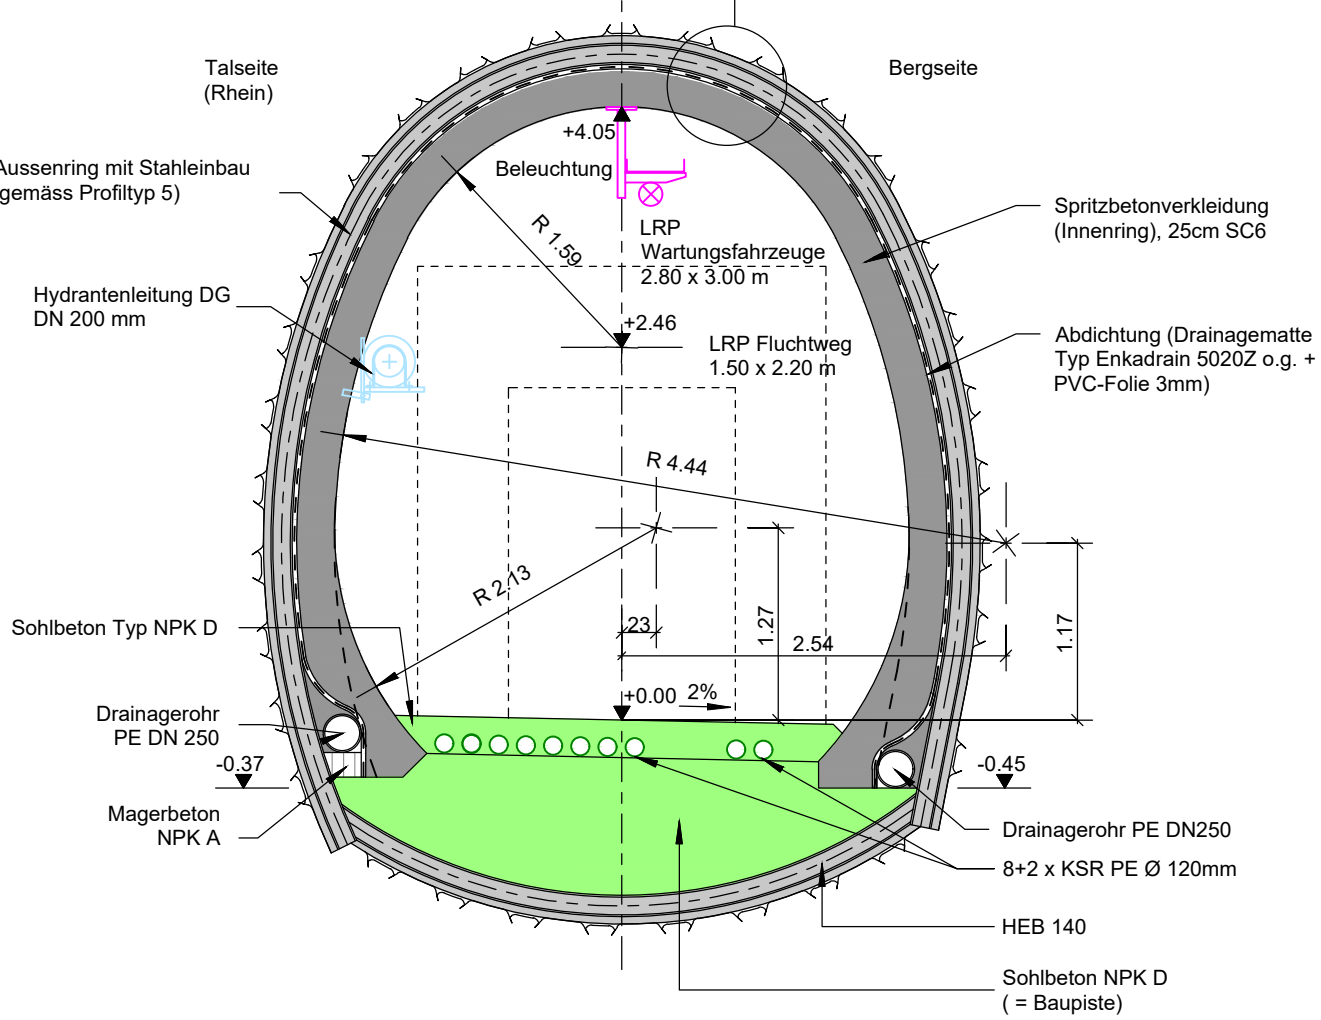 Talseite
(Rhein)
Bergseite
+4.05
Beleuchtung
Aussenring mit Stahleinbau
gemäss Profiltyp 5)
R 1.59
LRP
Wartungsfahrzeuge
2.80 x 3.00 m
Spritzbetonverkleidung
(Innenring), 25cm SC6
Hydrantenleitung DG
DN 200 mm
+2.46
LRP Fluchtweg
1.50 x 2.20 m
Abdichtung (Drainagematte
Typ Enkadrain 5020Z o.g. +
PVC-Folie 3mm)
R 4.44
R 2.13
Sohlbeton Typ NPK D
23
1.27
2.54
1.17
+0.00
2%
Drainagerohr
PE DN 250
-0.37
-0.45
Magerbeton
NPK A
Drainagerohr PE DN250
8+2 x KSR PE Ø 120mm
HEB 140
Sohlbeton NPK D
( = Baupiste)